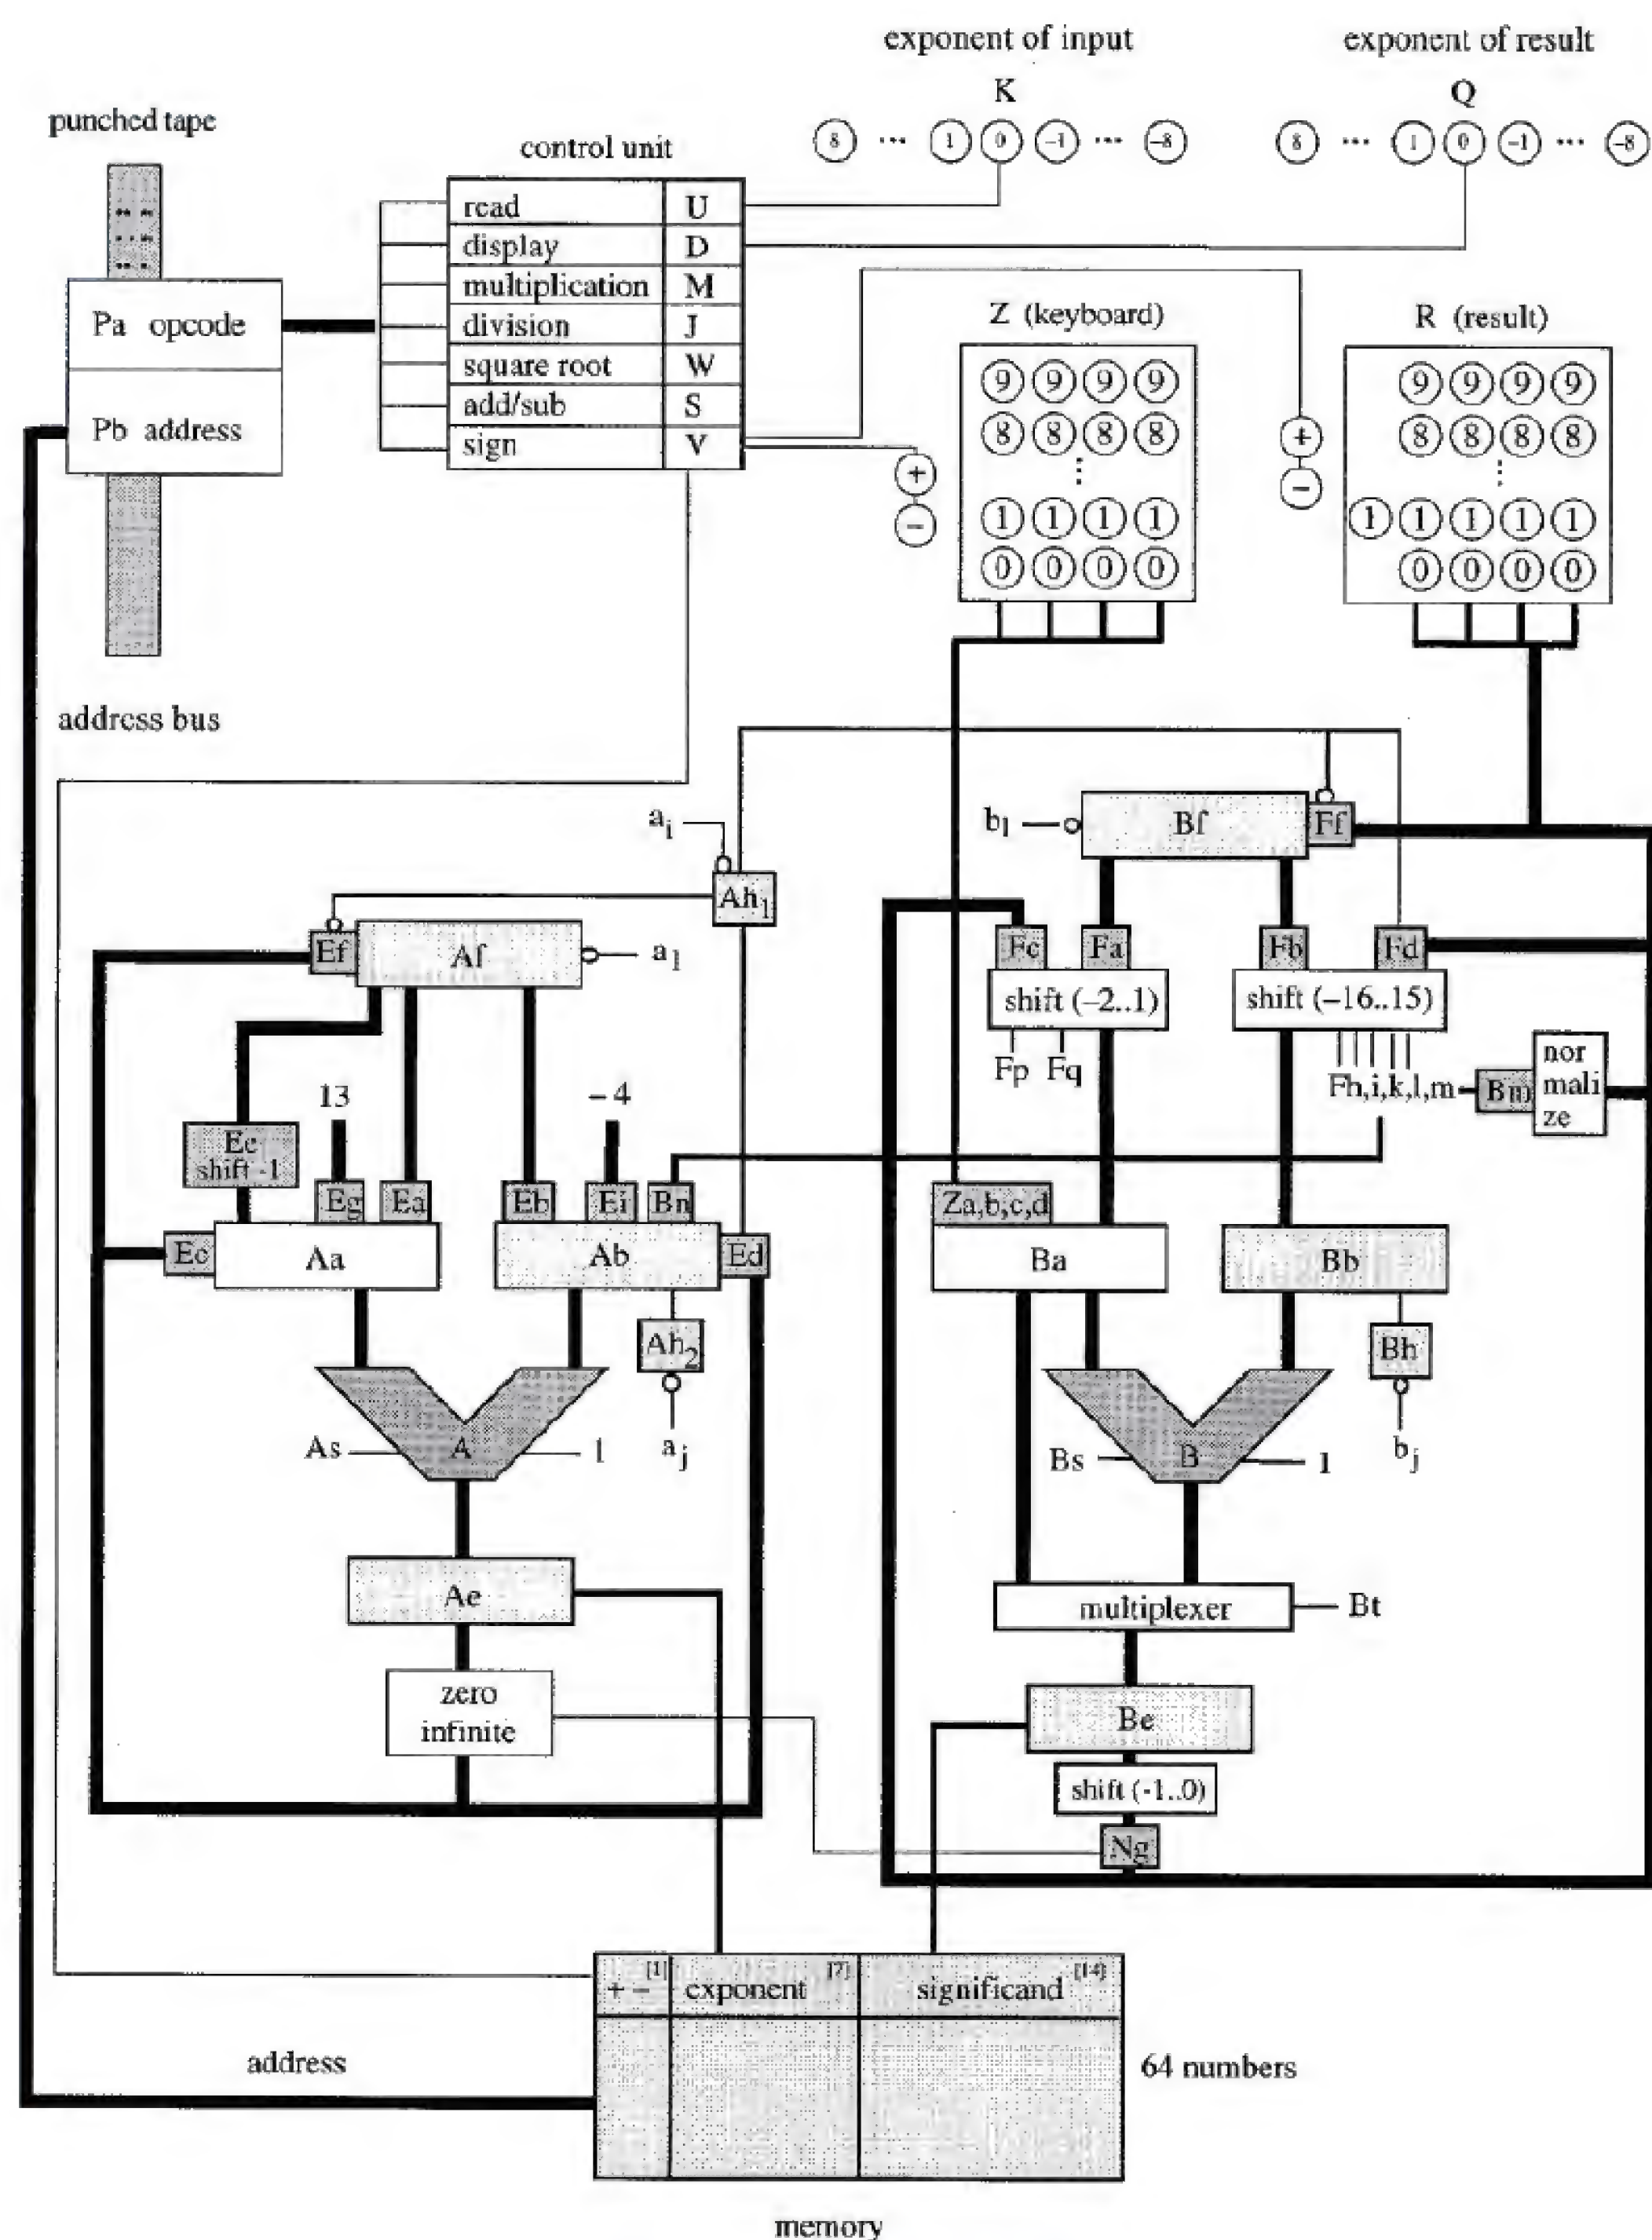 exponent of input
exponent of result
K
Q
8 ... 1 0 -1 ... -8
8 ... 1 0 -1 ... -8
punched tape
control unit
read U
display D
multiplication M
division J
square root W
add/sub S
sign V
Pa opcode
Pb address
Z (keyboard)
R (result)
9 9 9 9
8 8 8 8
1 1 1 1
0 0 0 0
9 9 9 9
8 8 8 8
1 1 1 1 1
0 0 0 0
+
−
+
−
address bus
ai
Ah1
bl
Bf
Ff
Ef
Af
al
Fc
Fa
Fb
Fd
shift (−2..1)
shift (−16..15)
Fp Fq
Fh,i,k,l,m
Bm
nor
mali
ze
13
− 4
Ee
shift -1
Eg
Ea
Eb
Ei
Bn
Za,b,c,d
Ec
Aa
Ab
Ed
Ba
Bb
Ah2
Bh
As
A
1
aj
Bs
B
1
bj
Ae
multiplexer
Bt
zero
infinite
Be
shift (-1..0)
Ng
+ − [1]
exponent [7]
significand [14]
address
64 numbers
memory